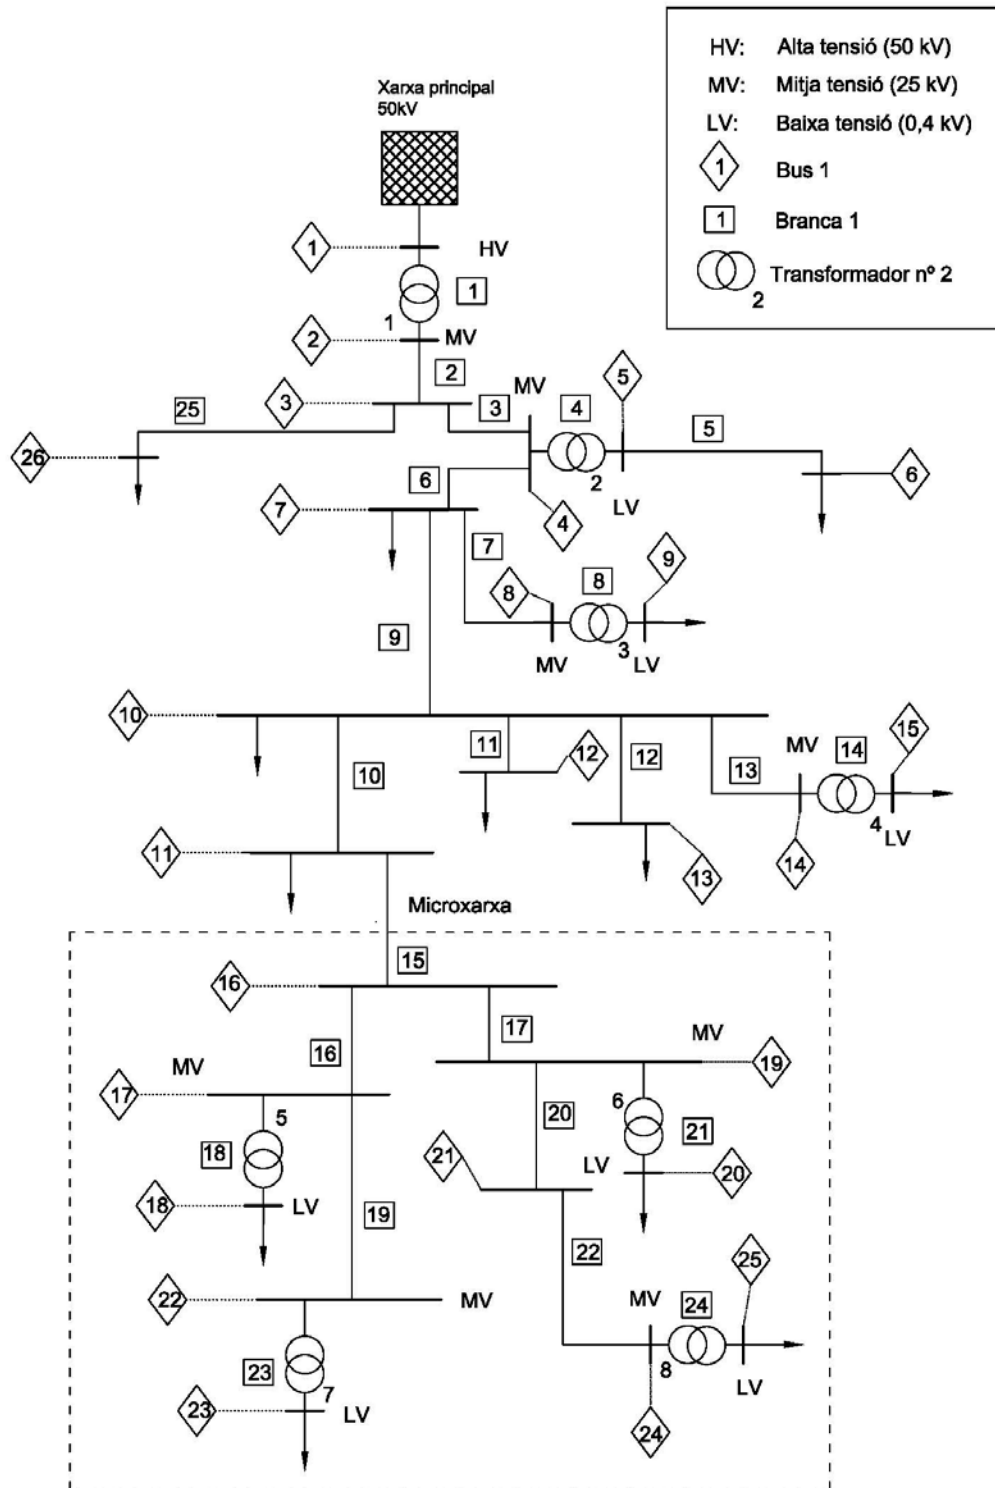 HV: Alta tensió (50 kV)
MV: Mitja tensió (25 kV)
LV: Baixa tensió (0,4 kV)
1 Bus 1
1 Branca 1
2 Transformador nº 2
Xarxa principal
50kV
1 HV
1
1
2 MV
2
5
MV
3 3 4
25 5
26 6 2 6
7 4 LV
7 9
8 8
9 3
MV LV
10 11 12 12 15
10 13 MV 14
4
LV
11 13 14
Microxarxa
15
16
17
16 MV
MV 19
17 5 6
20 21
18 21 LV 20
18 LV
19
22 25
22 MV MV 24
23 8
7 LV
23 LV
24